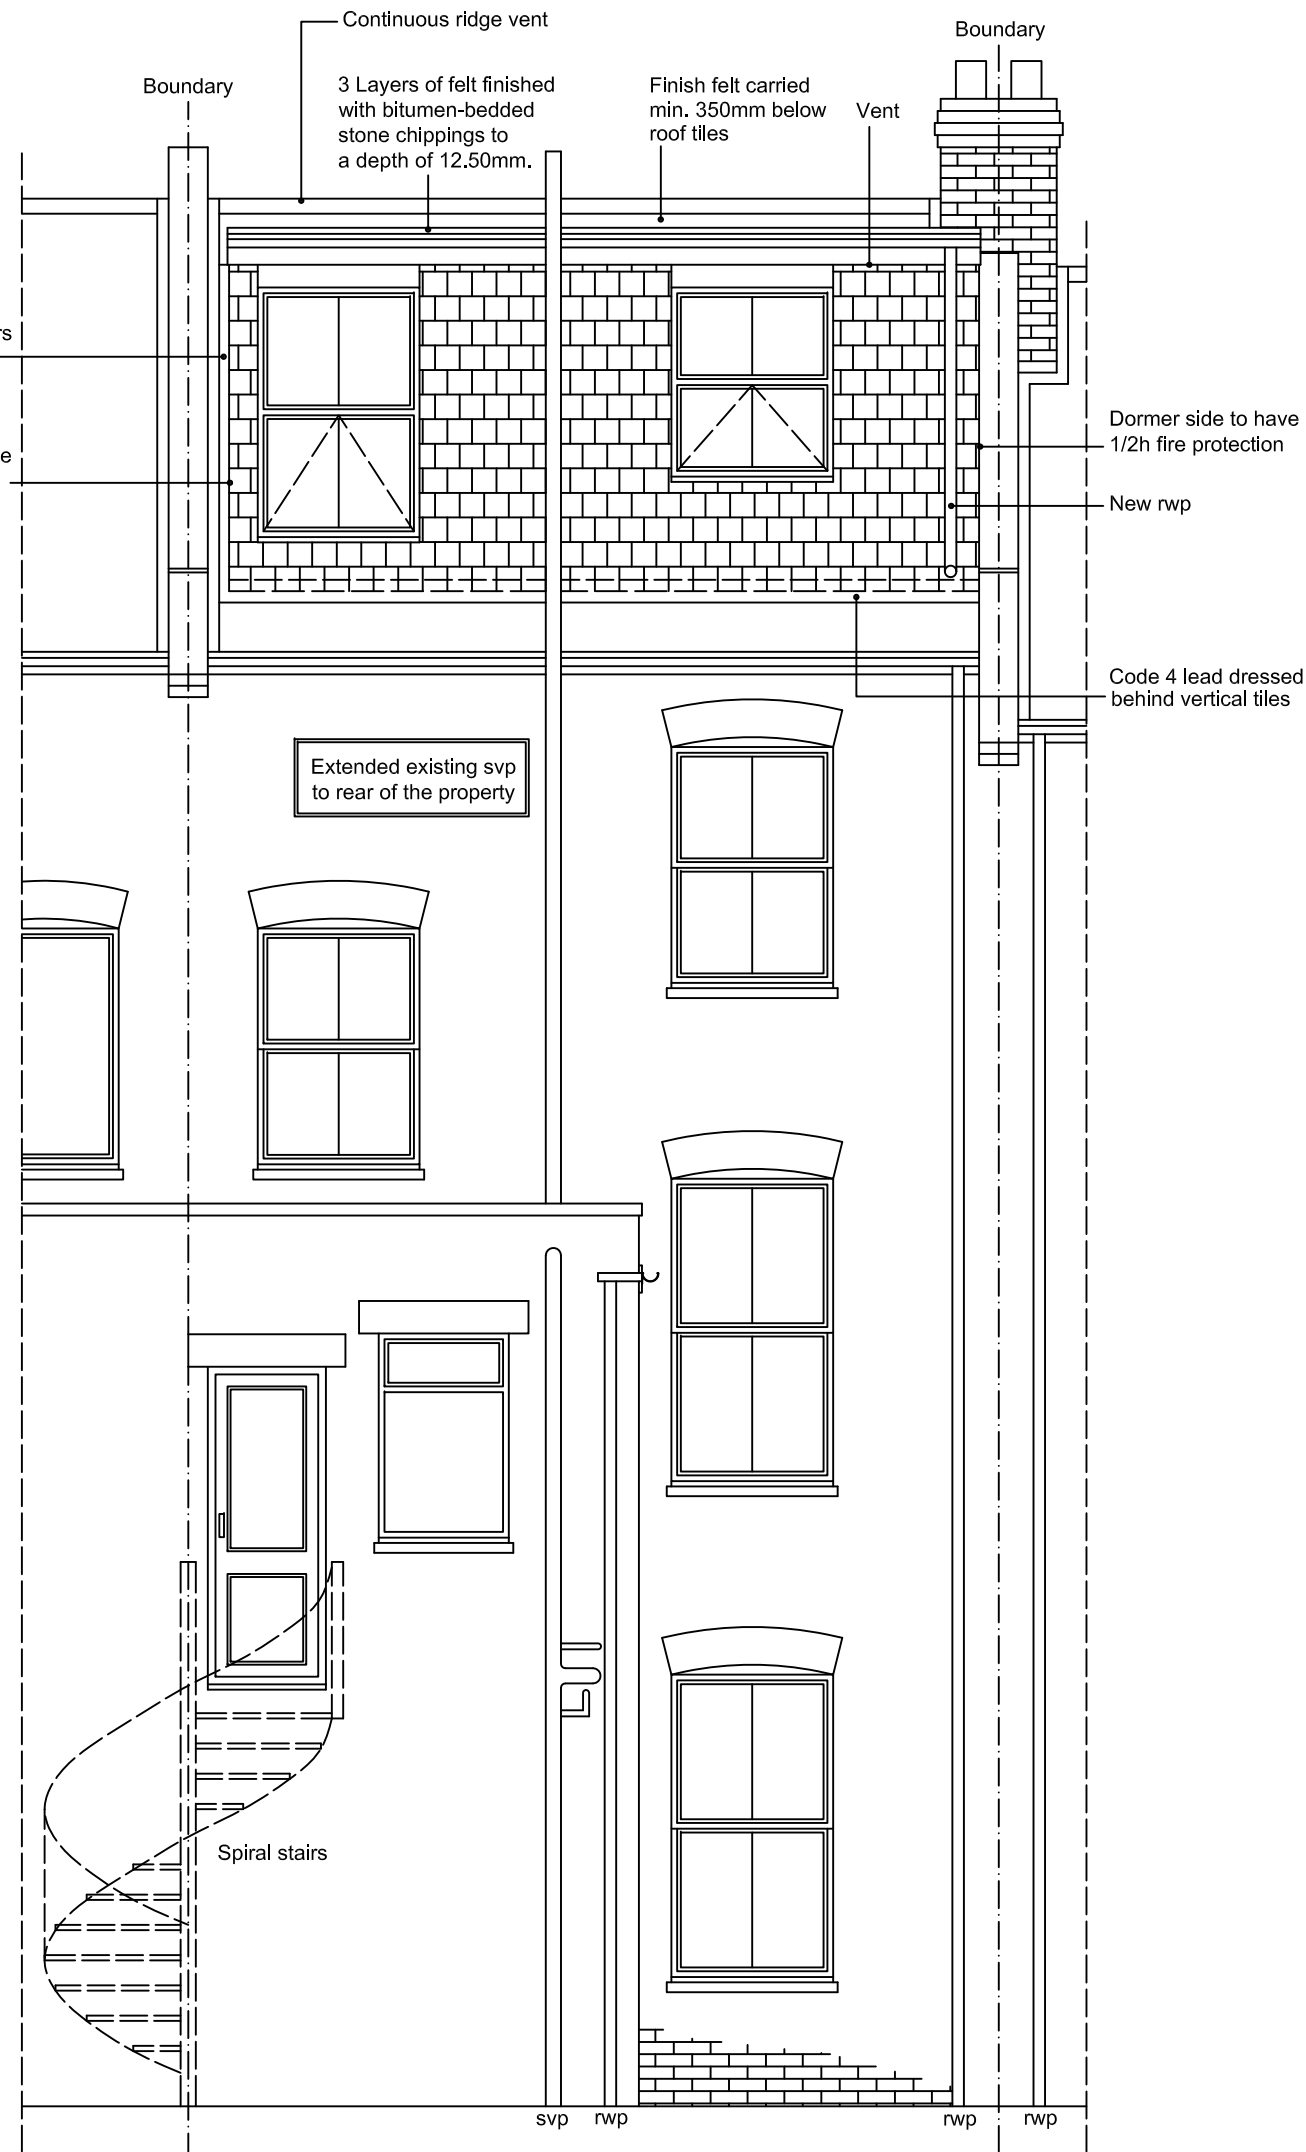 Continuous ridge vent
Boundary
Boundary
3 Layers of felt finished
with bitumen-bedded
stone chippings to
a depth of 12.50mm.
Finish felt carried
min. 350mm below
roof tiles
Vent
rs
e
Dormer side to have
1/2h fire protection
New rwp
Code 4 lead dressed
behind vertical tiles
Extended existing svp
to rear of the property
Spiral stairs
svp
rwp
rwp
rwp